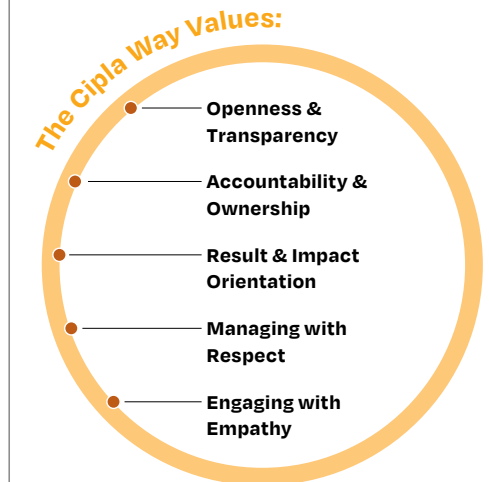 The Cipla Way Values:
Openness &
Transparency
Accountability &
Ownership
Result & Impact
Orientation
Managing with
Respect
Engaging with
Empathy